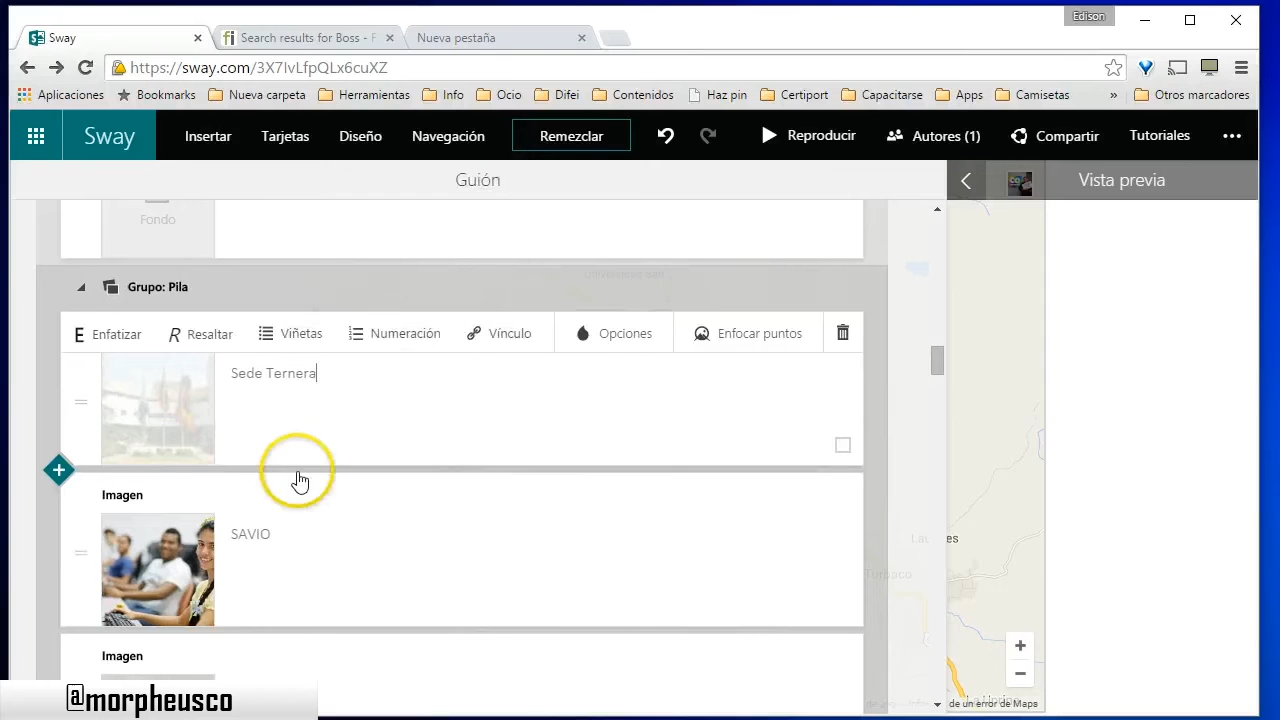 Edison
Sway
Search results for Boss - F
Nueva pestaña
https://sway.com/3X7IvLfpQLx6cuXZ
Aplicaciones
Bookmarks
Nueva carpeta
Herramientas
Info
Ocio
Difei
Contenidos
Haz pin
Certiport
Capacitarse
Apps
Camisetas
»
Otros marcadores
Sway
Insertar
Tarjetas
Diseño
Navegación
Remezclar
Reproducir
Autores (1)
Compartir
Tutoriales
Guión
Vista previa
Fondo
Grupo: Pila
E Enfatizar
R Resaltar
Viñetas
Numeración
Vínculo
Opciones
Enfocar puntos
Sede Ternera
Imagen
SAVIO
Imagen
de un error de Maps
@morpheusco